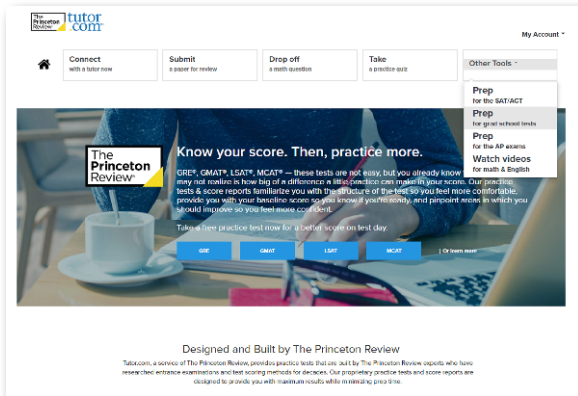 The
Princeton
Review
tutor
.com
My Account
Connect
with a tutor now
Submit
a paper for review
Drop off
a math question
Take
a practice quiz
Other Tools
Prep
for the SAT/ACT
Prep
for grad school tests
Prep
for the AP exams
Watch videos
for math & English
The
Princeton
Review®
Know your score. Then, practice more.
GRE®, GMAT®, LSAT®, MCAT® — these tests are not easy, but you already know
may not realize is how big of a difference a little practice can make in your score. Our practice
tests & score reports familiarize you with the structure of the test so you feel more comfortable,
provide you with your baseline score so you know if you're ready, and pinpoint areas in which you
should improve so you feel more confident.
Take a free practice test now for a better score on test day.
GRE
GMAT
LSAT
MCAT
| Or learn more
Designed and Built by The Princeton Review
Tutor.com, a service of The Princeton Review, provides practice tests that are built by The Princeton Review experts who have
researched entrance examinations and test scoring methods for decades. Our proprietary practice tests and score reports are
designed to provide you with maximum results while minimizing prep time.